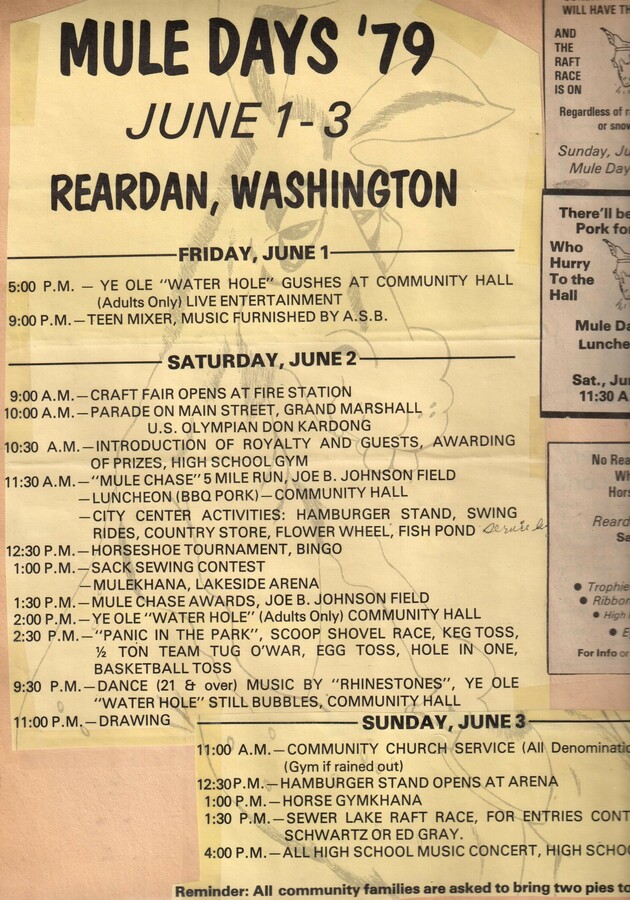 MULE DAYS '79
JUNE 1-3
REARDAN, WASHINGTON
FRIDAY, JUNE 1
5:00 P.M. — YE OLE "WATER HOLE" GUSHES AT COMMUNITY HALL
(Adults Only) LIVE ENTERTAINMENT
9:00 P.M.—TEEN MIXER, MUSIC FURNISHED BY A.S.B.
SATURDAY, JUNE 2
9:00 A.M.—CRAFT FAIR OPENS AT FIRE STATION
10:00 A.M.—PARADE ON MAIN STREET, GRAND MARSHALL
U.S. OLYMPIAN DON KARDONG
10:30 A.M.—INTRODUCTION OF ROYALTY AND GUESTS, AWARDING
OF PRIZES, HIGH SCHOOL GYM
11:30 A.M.—"MULE CHASE" 5 MILE RUN, JOE B. JOHNSON FIELD
—LUNCHEON (BBQ PORK)—COMMUNITY HALL
—CITY CENTER ACTIVITIES: HAMBURGER STAND, SWING
RIDES, COUNTRY STORE, FLOWER WHEEL, FISH POND
12:30 P.M.—HORSESHOE TOURNAMENT, BINGO
1:00 P.M.—SACK SEWING CONTEST
—MULEKHANA, LAKESIDE ARENA
1:30 P.M.—MULE CHASE AWARDS, JOE B. JOHNSON FIELD
2:00 P.M.—YE OLE "WATER HOLE" (Adults Only) COMMUNITY HALL
2:30 P.M.—"PANIC IN THE PARK", SCOOP SHOVEL RACE, KEG TOSS,
½ TON TEAM TUG O'WAR, EGG TOSS, HOLE IN ONE,
BASKETBALL TOSS
9:30 P.M.—DANCE (21 & over) MUSIC BY "RHINESTONES", YE OLE
"WATER HOLE" STILL BUBBLES, COMMUNITY HALL
11:00 P.M.—DRAWING
SUNDAY, JUNE 3
11:00 A.M.—COMMUNITY CHURCH SERVICE (All Denominatio
(Gym if rained out)
12:30 P.M.—HAMBURGER STAND OPENS AT ARENA
1:00 P.M.—HORSE GYMKHANA
1:30 P.M.—SEWER LAKE RAFT RACE, FOR ENTRIES CONT
SCHWARTZ OR ED GRAY.
4:00 P.M.—ALL HIGH SCHOOL MUSIC CONCERT, HIGH SCHOO
Reminder: All community families are asked to bring two pies to
WILL HAVE TH
AND
THE
RAFT
RACE
IS ON
Regardless of r
or snow
Sunday, Ju
Mule Day
There'll be
Pork for
Who
Hurry
To the
Hall
Mule Da
Lunche
Sat., Jun
11:30 A
No Rea
Wh
Hors
Reard
Sa
● Trophie
● Ribbon
● High
● E
For Info or